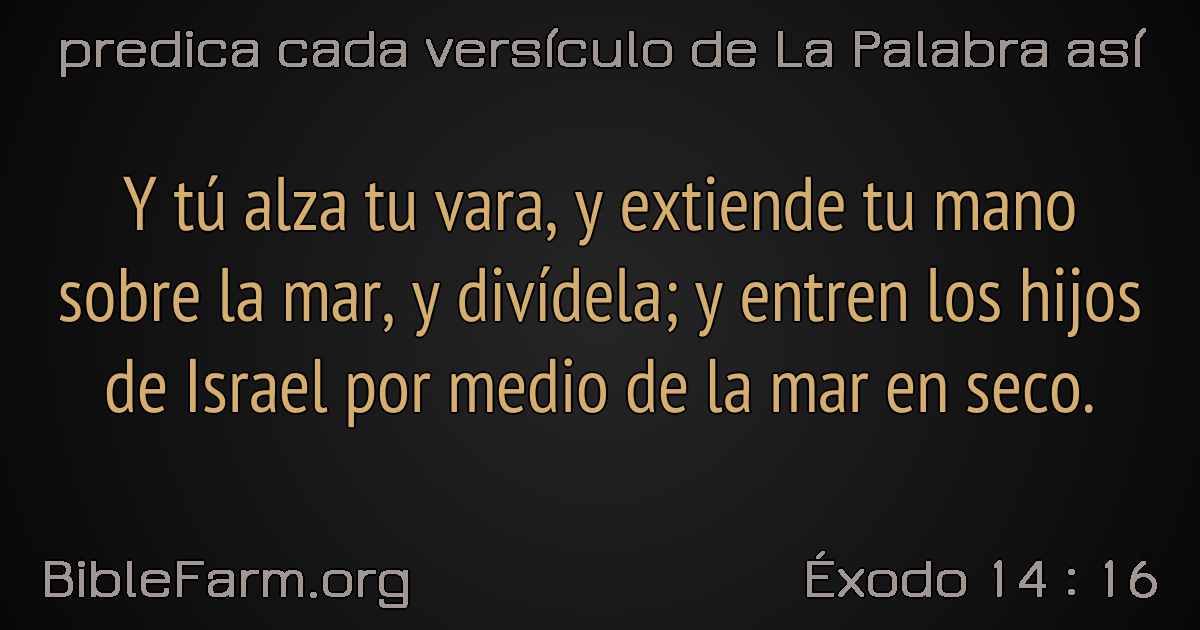 predica cada versículo de La Palabra así
Y tú alza tu vara, y extiende tu mano
sobre la mar, y divídela; y entren los hijos
de Israel por medio de la mar en seco.
BibleFarm.org
Éxodo 14 : 16